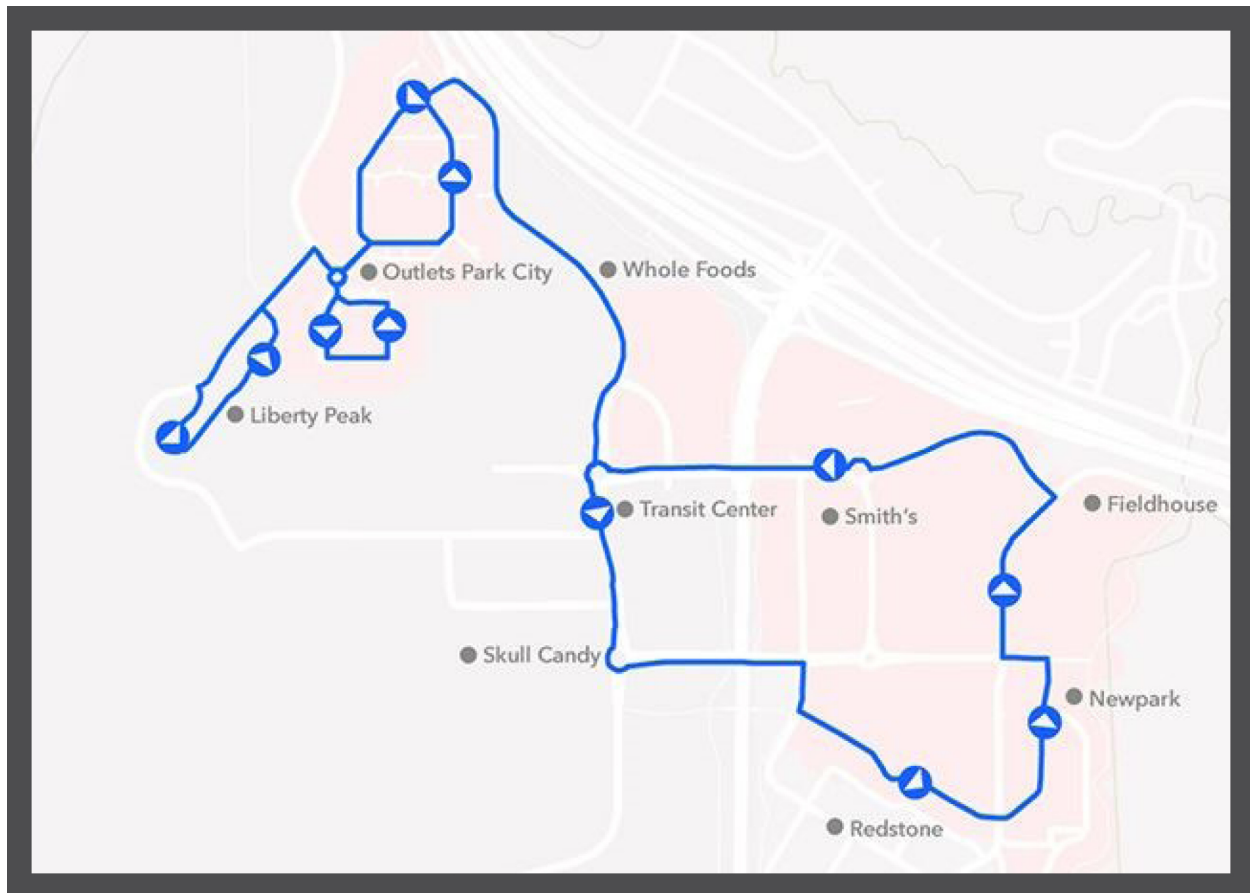 Outlets Park City
Whole Foods
Liberty Peak
Transit Center
Smith's
Fieldhouse
Skull Candy
Newpark
Redstone